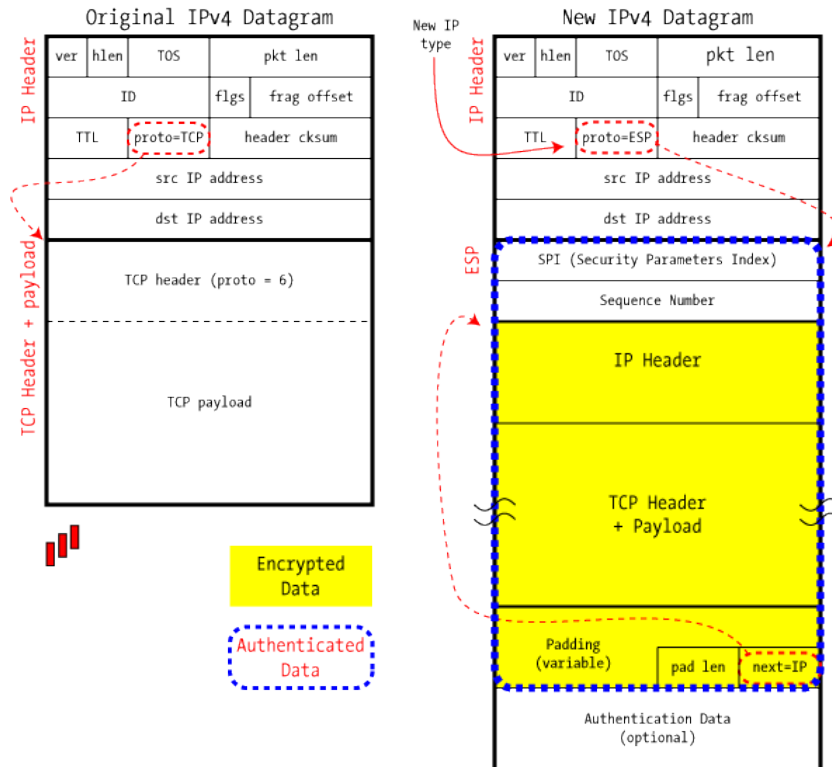 Original IPv4 Datagram
IP Header
ver hlen TOS pkt len
ID flgs frag offset
TTL proto=TCP header cksum
src IP address
dst IP address
TCP Header + payload
TCP header (proto = 6)
TCP payload
Encrypted
Data
Authenticated
Data
New IPv4 Datagram
New IP
type
IP Header
ver hlen TOS pkt len
ID flgs frag offset
TTL proto=ESP header cksum
src IP address
dst IP address
ESP
SPI (Security Parameters Index)
Sequence Number
IP Header
TCP Header
+ Payload
Padding
(variable)
pad len next=IP
Authentication Data
(optional)